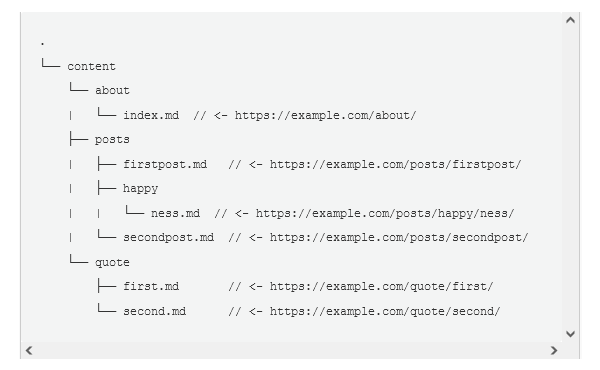 .
└── content
    └── about
    |   └── index.md  // <- https://example.com/about/
    ├── posts
    |   ├── firstpost.md   // <- https://example.com/posts/firstpost/
    |   ├── happy
    |   |   └── ness.md  // <- https://example.com/posts/happy/ness/
    |   └── secondpost.md  // <- https://example.com/posts/secondpost/
    └── quote
        ├── first.md       // <- https://example.com/quote/first/
        └── second.md      // <- https://example.com/quote/second/